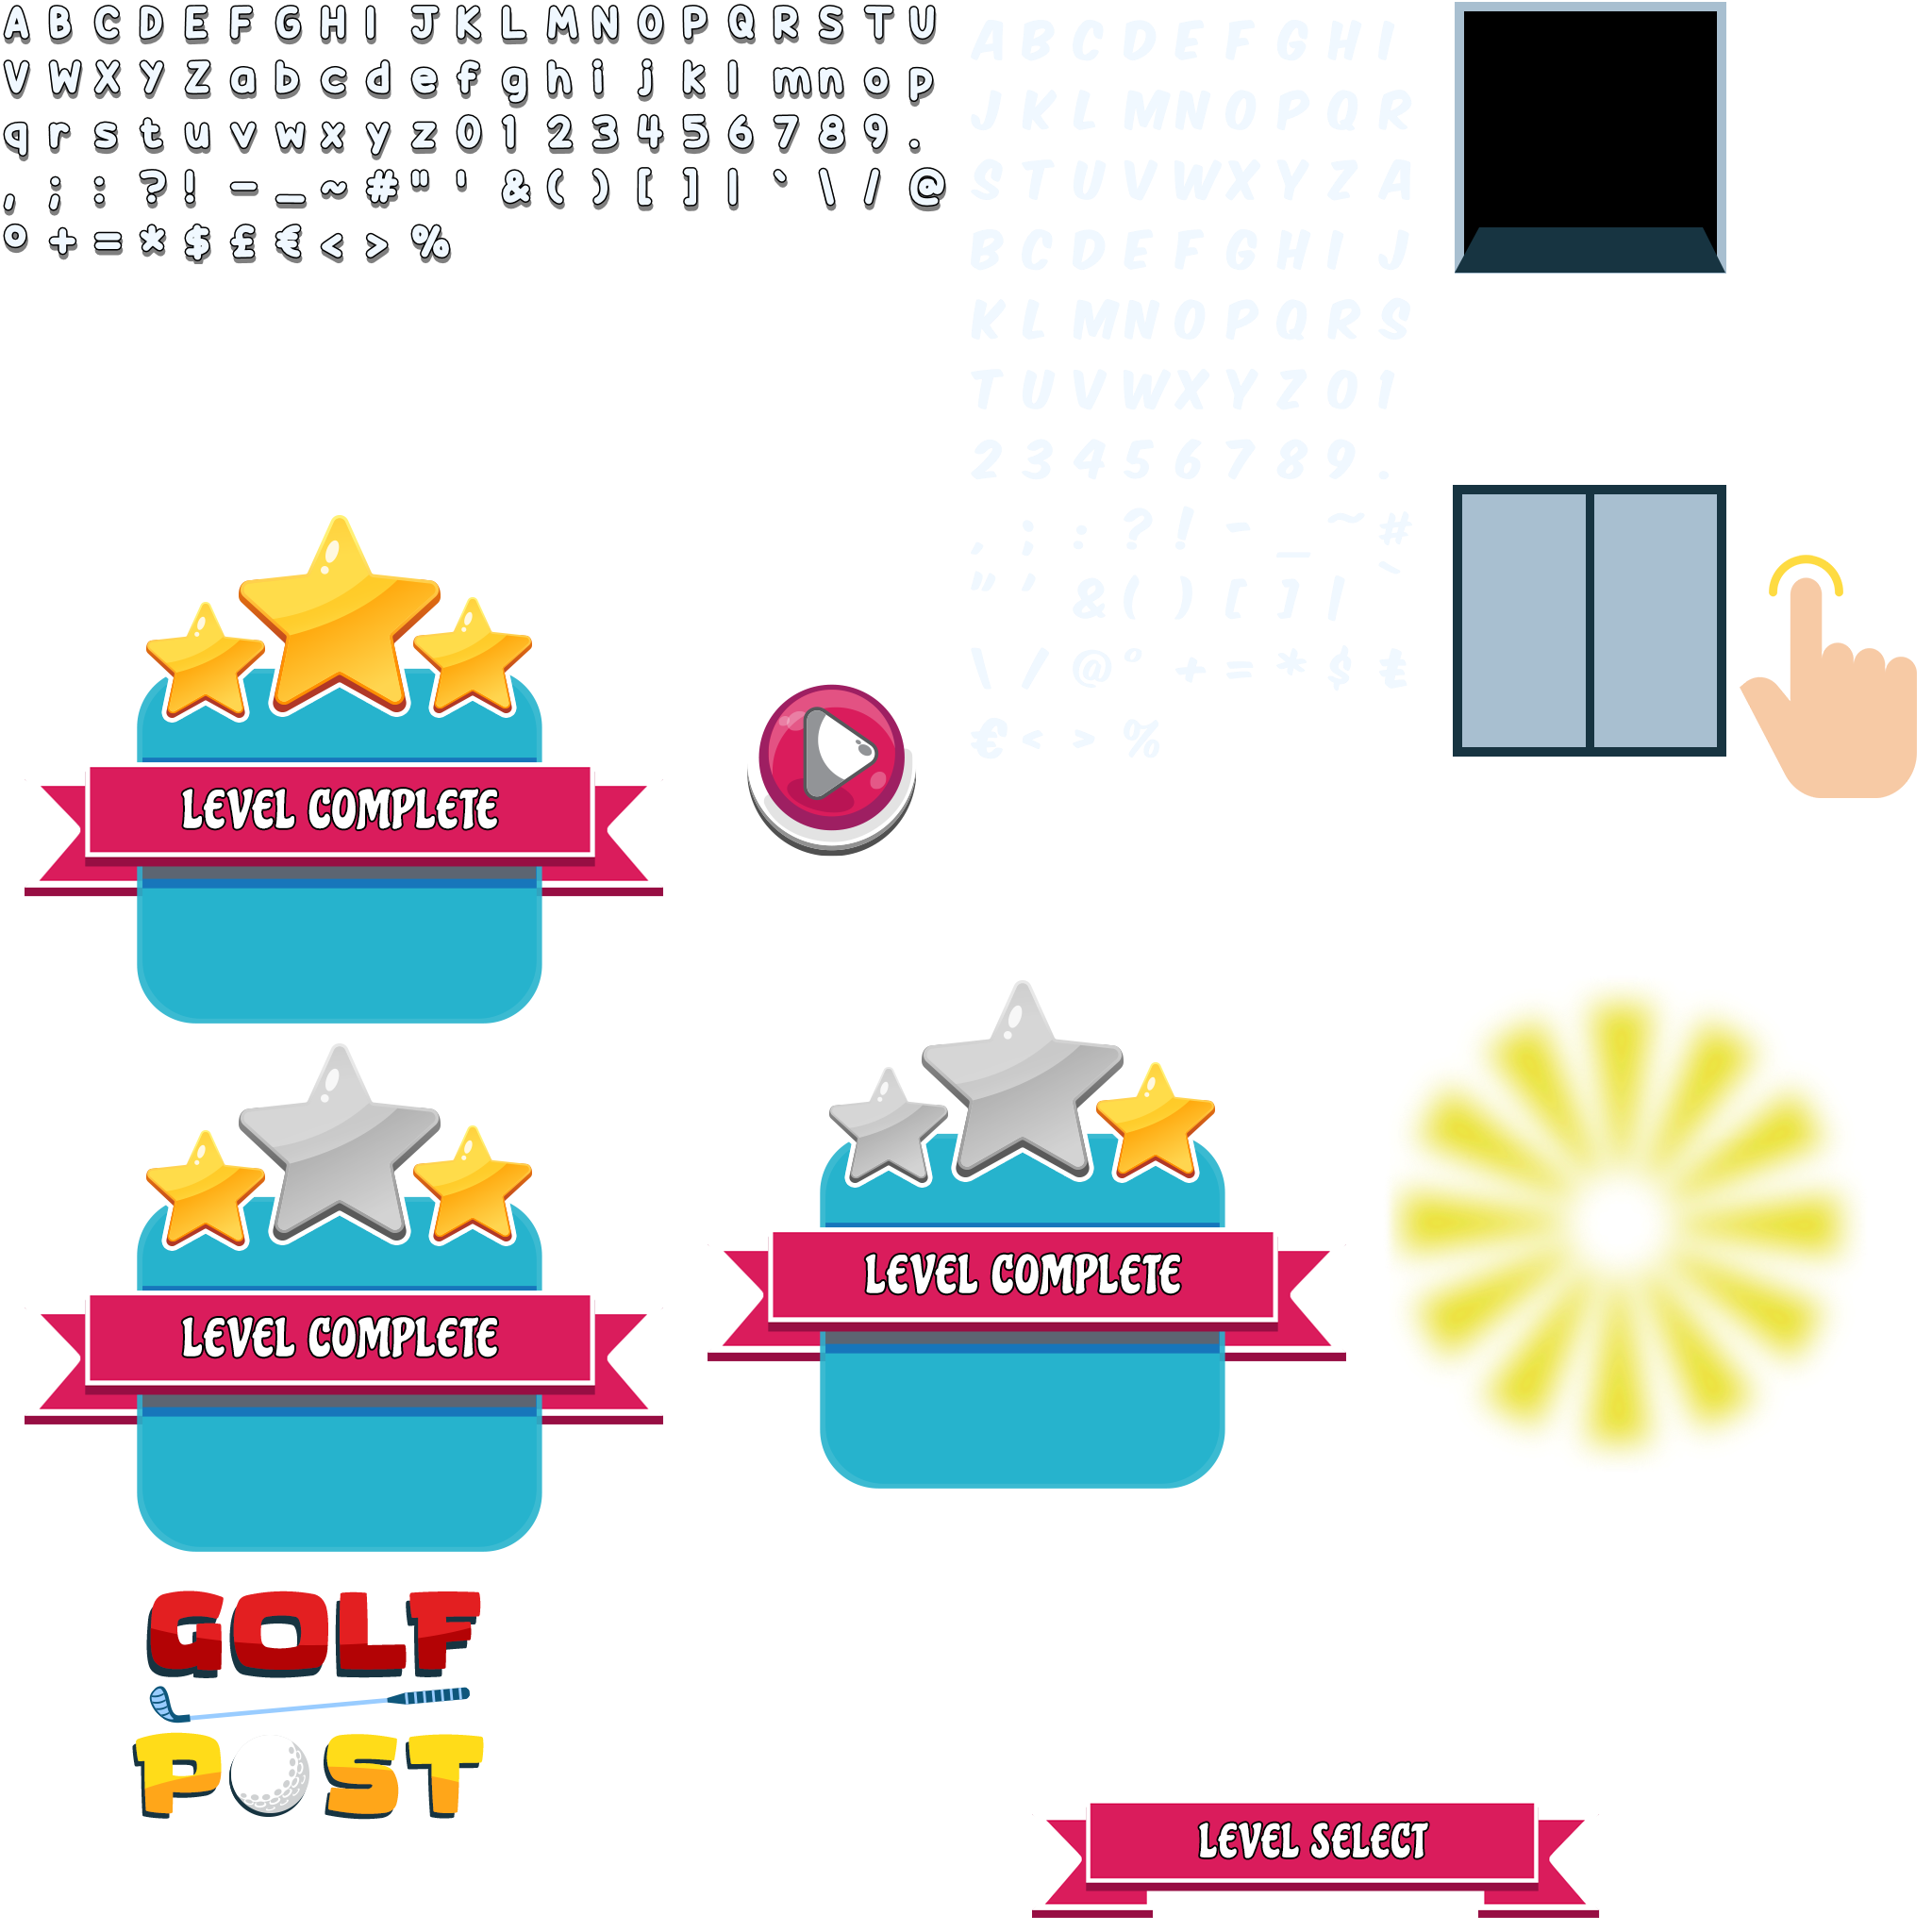 A B C D E F G H I J K L M N O P Q R S T U
V W X Y Z a b c d e f g h i j k l m n o p
q r s t u v w x y z 0 1 2 3 4 5 6 7 8 9 .
, ; : ? ! - _ ~ # " ' & ( ) [ ] | ` \ / @
° + = * $ £ € < > %
A B C D E F G H I
J K L M N O P Q R
S T U V W X Y Z A
B C D E F G H I J
K L M N O P Q R S
T U V W X Y Z 0 1
2 3 4 5 6 7 8 9 .
, ; : ? ! - _ ~ #
" ' & ( ) [ ] | `
\ / @ ° + = * $ £
€ < > %
LEVEL COMPLETE
LEVEL COMPLETE
LEVEL COMPLETE
GOLF
POST
LEVEL SELECT